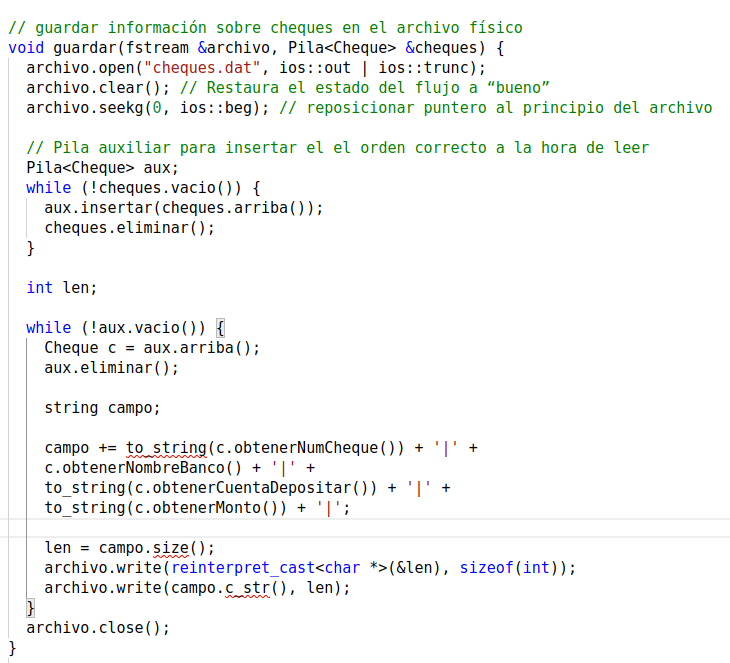 // guardar información sobre cheques en el archivo físico
void guardar(fstream &archivo, Pila<Cheque> &cheques) {
archivo.open("cheques.dat", ios::out | ios::trunc);
archivo.clear(); // Restaura el estado del flujo a “bueno”
archivo.seekg(0, ios::beg); // reposicionar puntero al principio del archivo
// Pila auxiliar para insertar el el orden correcto a la hora de leer
Pila<Cheque> aux;
while (!cheques.vacio()) {
aux.insertar(cheques.arriba());
cheques.eliminar();
}
int len;
while (!aux.vacio()) {
Cheque c = aux.arriba();
aux.eliminar();
string campo;
campo += to_string(c.obtenerNumCheque()) + '|' +
c.obtenerNombreBanco() + '|' +
to_string(c.obtenerCuentaDepositar()) + '|' +
to_string(c.obtenerMonto()) + '|';
len = campo.size();
archivo.write(reinterpret_cast<char *>(&len), sizeof(int));
archivo.write(campo.c_str(), len);
}
archivo.close();
}